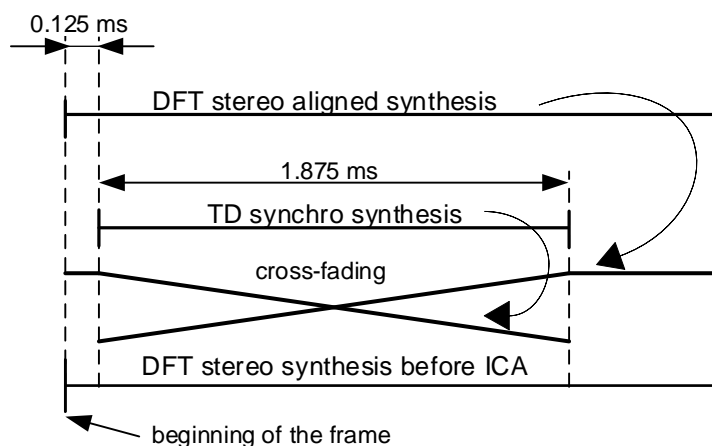 0.125 ms
DFT stereo aligned synthesis
1.875 ms
TD synchro synthesis
cross-fading
DFT stereo synthesis before ICA
beginning of the frame